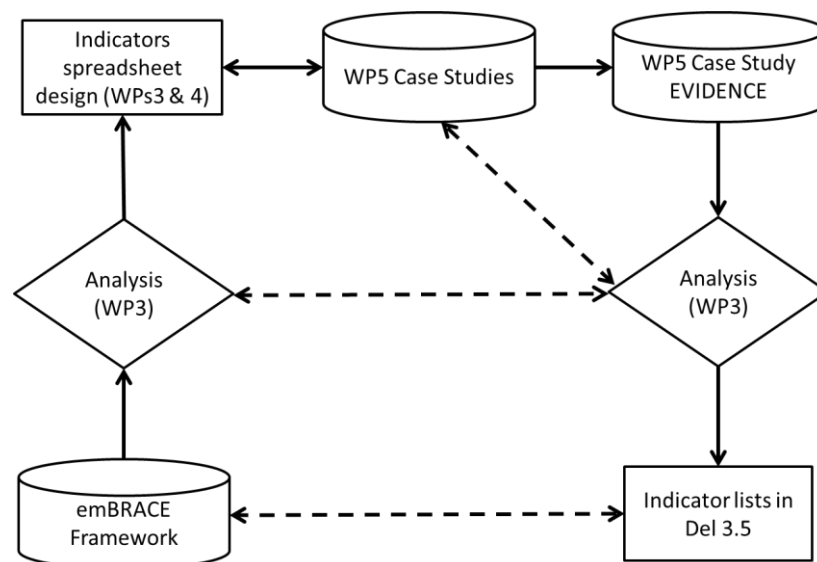 Indicators
spreadsheet
design (WPs3 & 4)
WP5 Case Studies
WP5 Case Study
EVIDENCE
Analysis
(WP3)
Analysis
(WP3)
emBRACE
Framework
Indicator lists in
Del 3.5